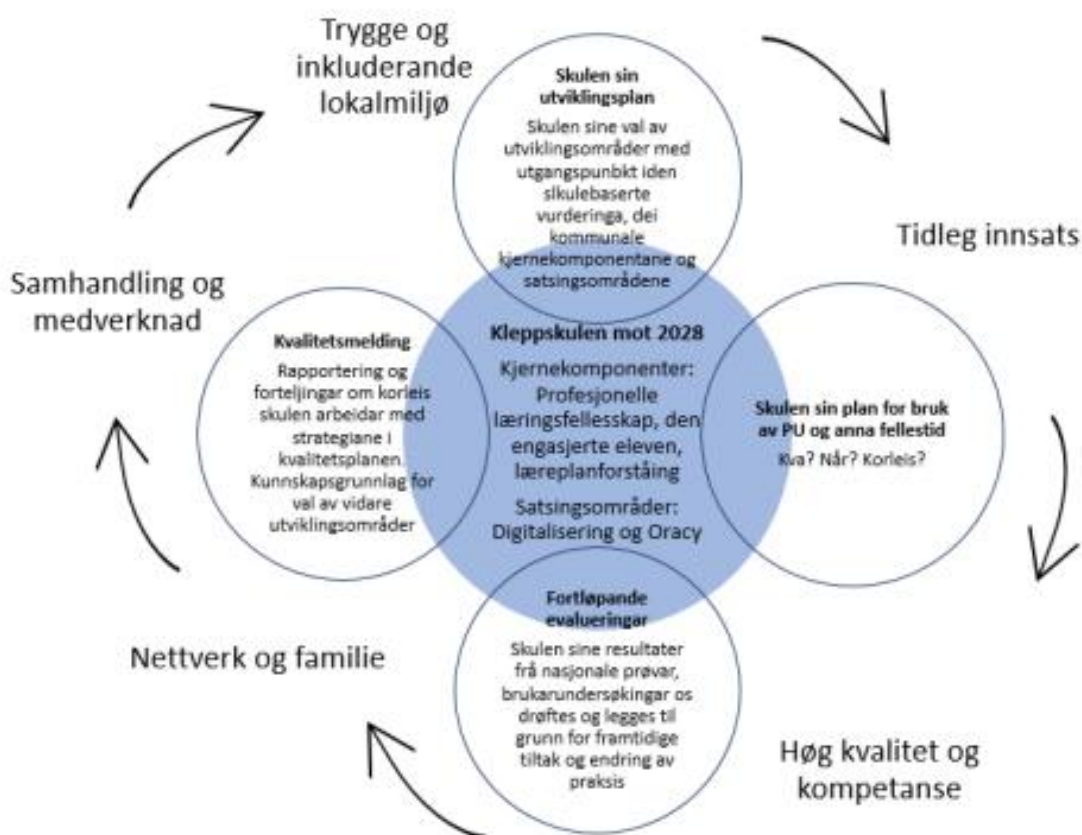 Trygge og
inkluderande
lokalmiljø
Skulen sin
utviklingsplan
Skulen sine val av
utviklingsområder med
utgangspunbkt iden
slkulebaserte
vurderinga, dei
kommunale
kjernekomponentane og
satsingsområdene
Tidleg innsats
Samhandling og
medverknad
Kvalitetsmelding
Rapportering og
forteljingar om korleis
skulen arbeidar med
strategiane i
kvalitetsplanen.
Kunnskapsgrunnlag for
val av vidare
utviklingsområder
Kleppskulen mot 2028
Kjernekomponenter:
Profesjonelle
læringsfellesskap, den
engasjerte eleven,
læreplanforståing
Satsingsområder:
Digitalisering og Oracy
Skulen sin plan for bruk
av PU og anna fellestid
Kva? Når? Korleis?
Fortløpande
evalueringar
Skulen sine resultater
frå nasjonale prøvar,
brukarundersøkingar os
drøftes og legges til
grunn for framtidige
tiltak og endring av
praksis
Nettverk og familie
Høg kvalitet og
kompetanse